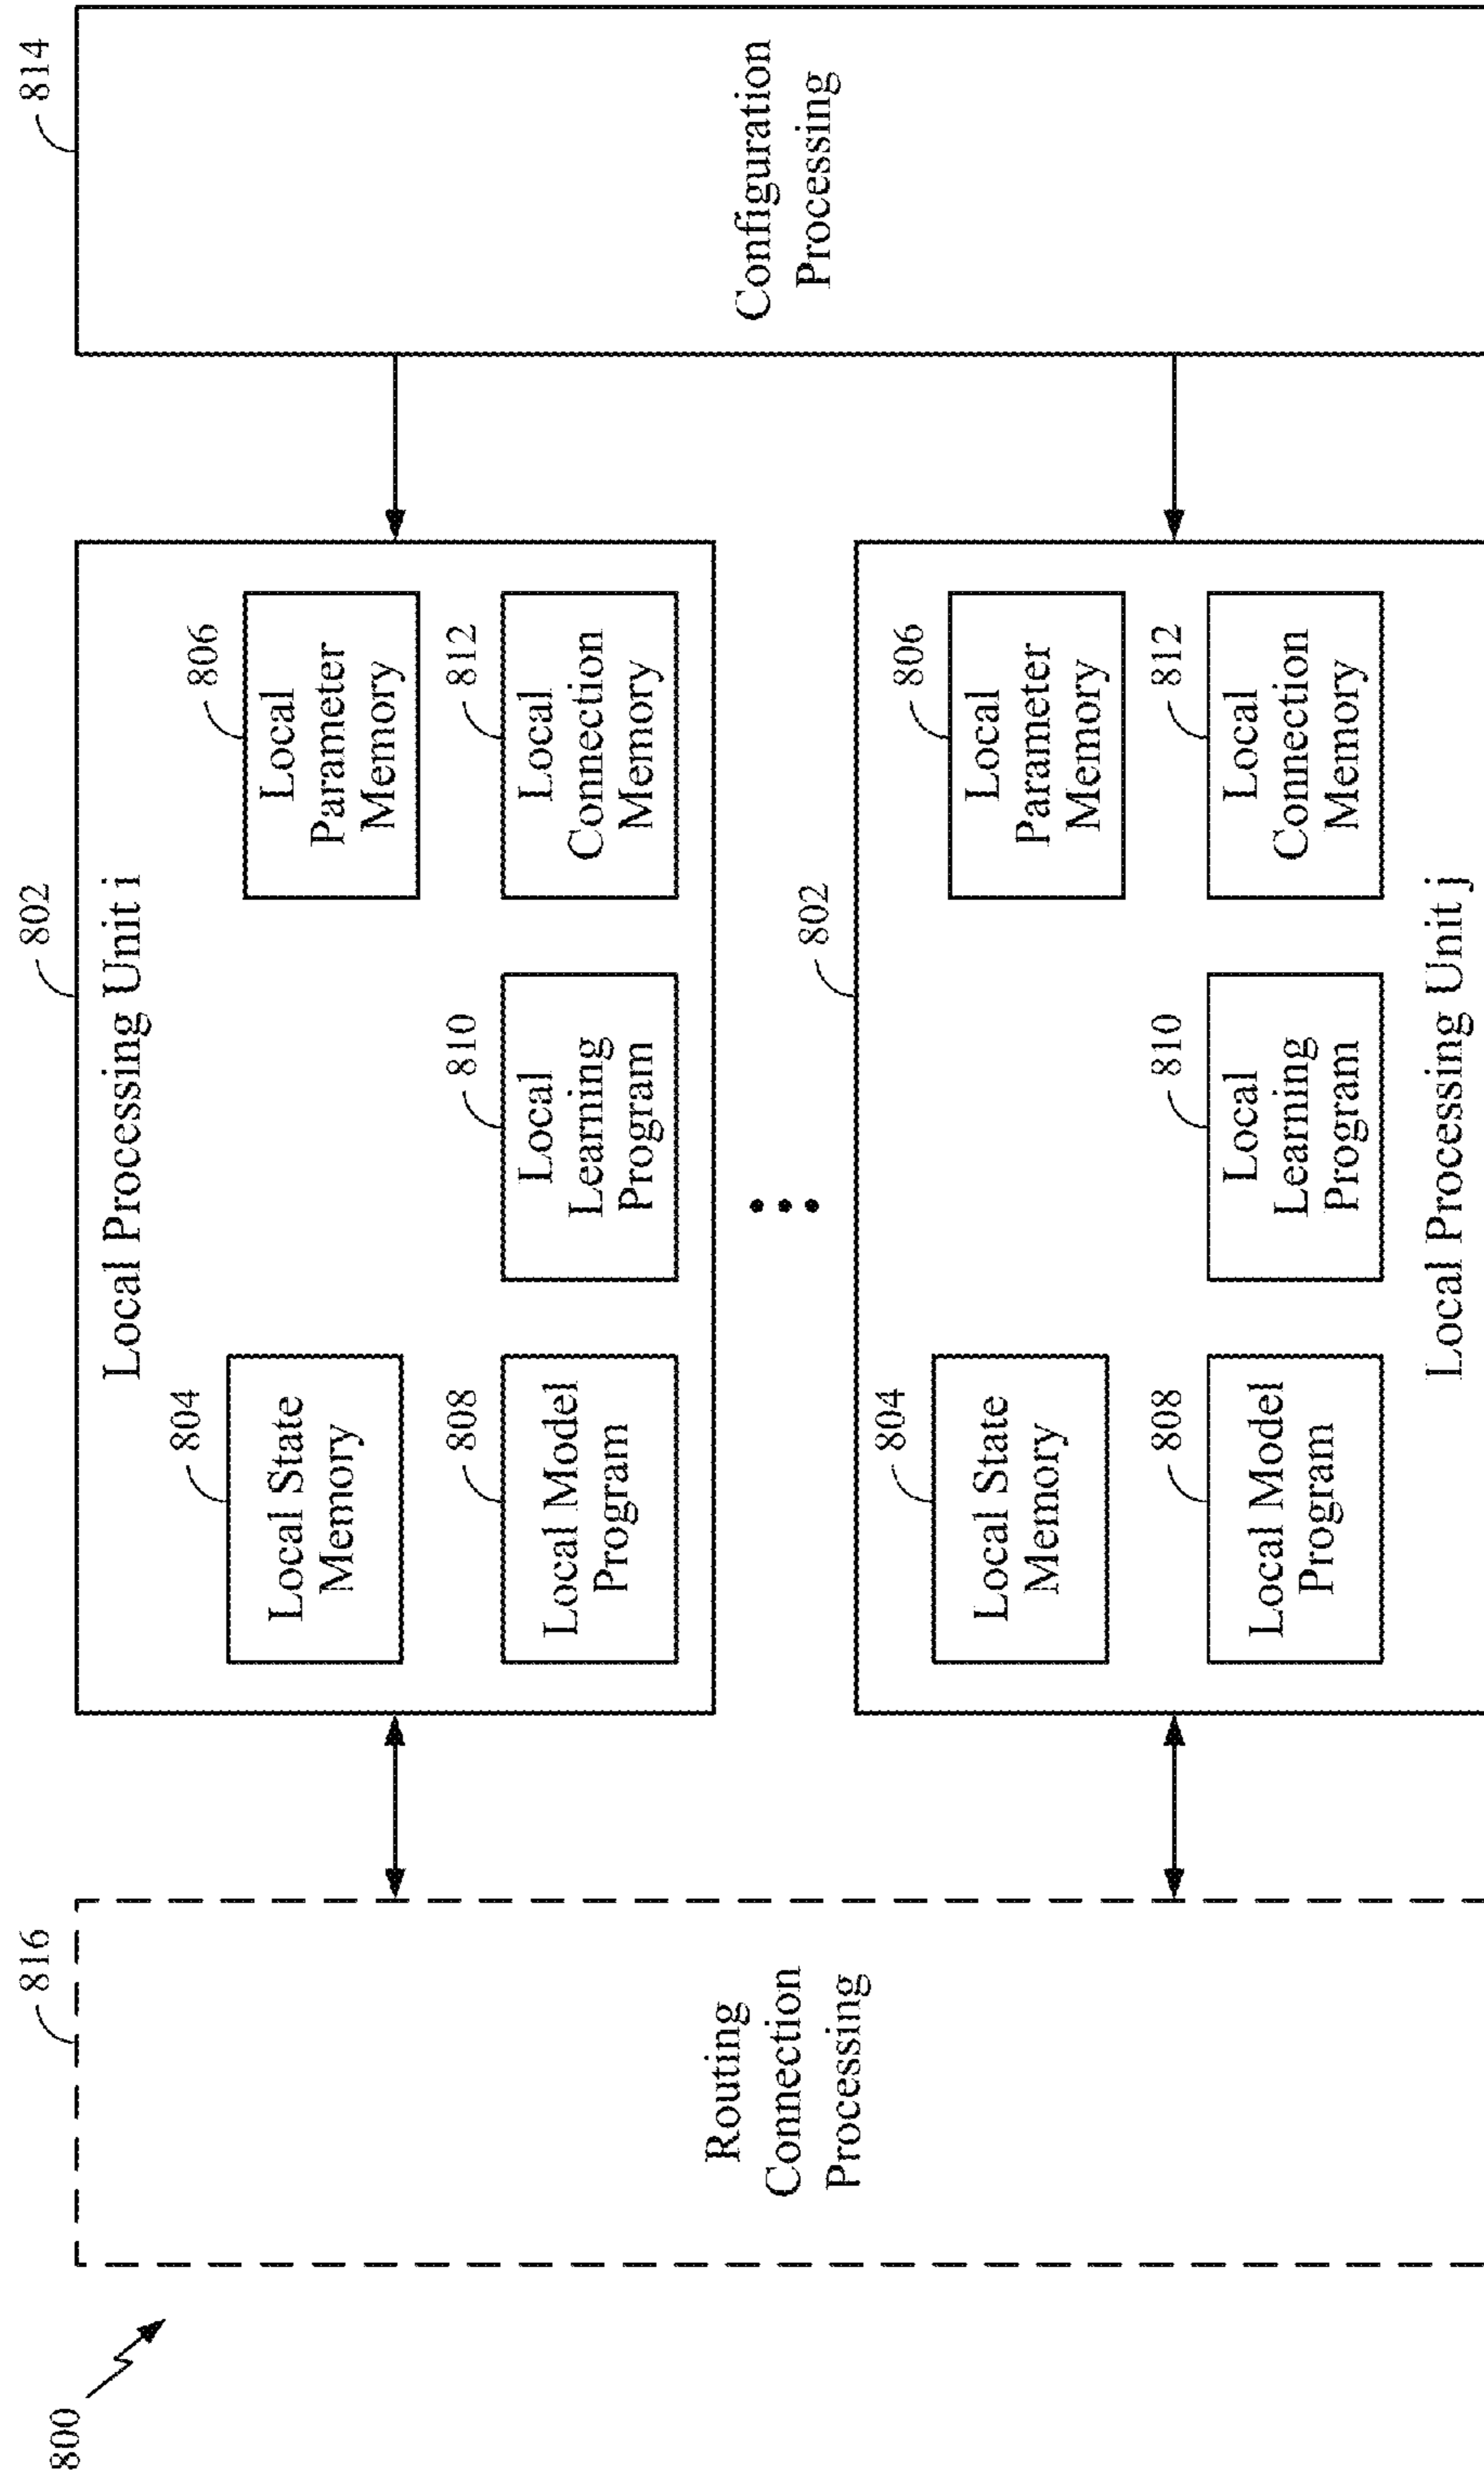 800
816
Routing
Connection
Processing
802
Local Processing Unit i
804
Local State
Memory
806
Local
Parameter
Memory
808
Local Model
Program
810
Local
Learning
Program
812
Local
Connection
Memory
802
804
Local State
Memory
806
Local
Parameter
Memory
808
Local Model
Program
810
Local
Learning
Program
812
Local
Connection
Memory
Local Processing Unit j
814
Configuration
Processing